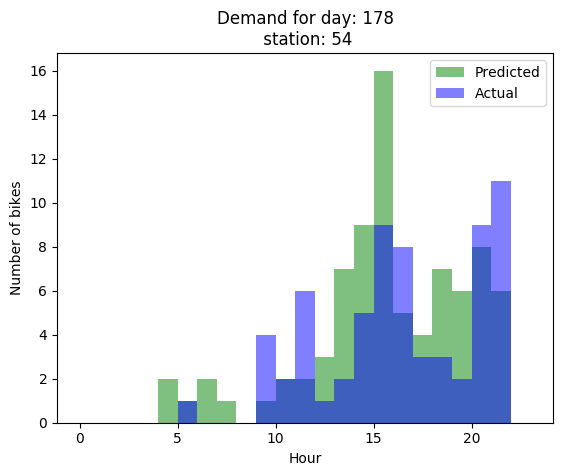 Demand for day: 178
station: 54
Predicted
Actual
16
14
12
10
8
6
4
2
0
Number of bikes
0 5 10 15 20
Hour